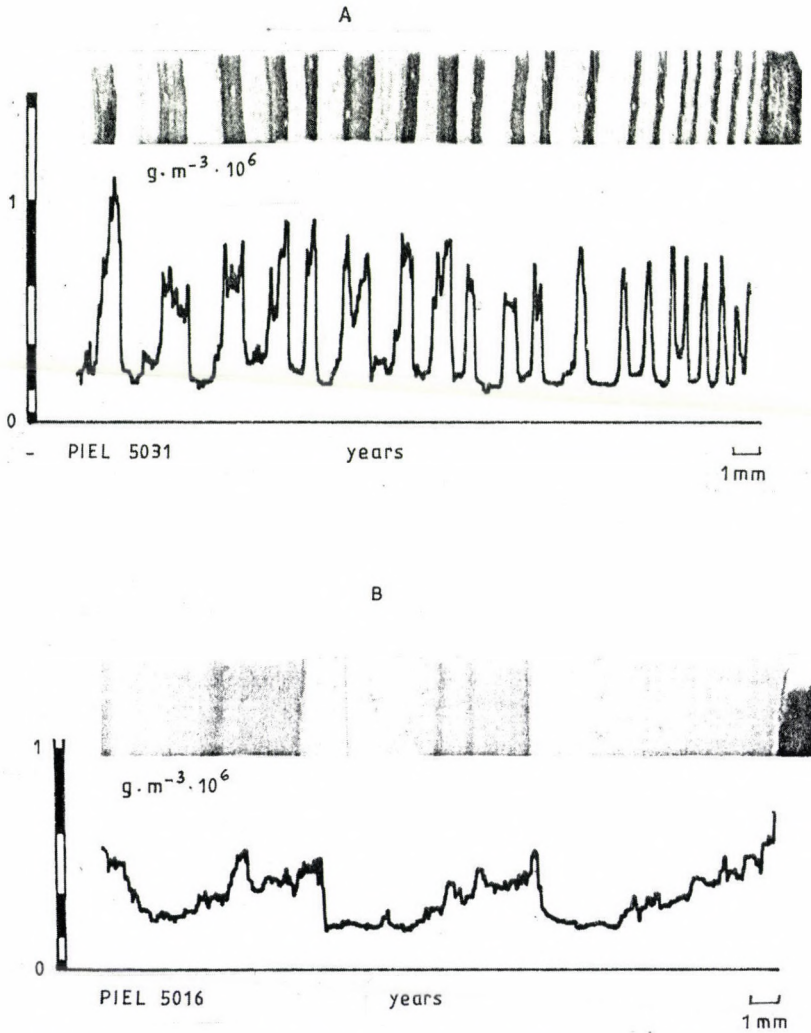 A
g·m⁻³·10⁶
1
0
- PIEL 5031 years
1mm
B
1
g·m⁻³·10⁶
0
PIEL 5016 years
1mm